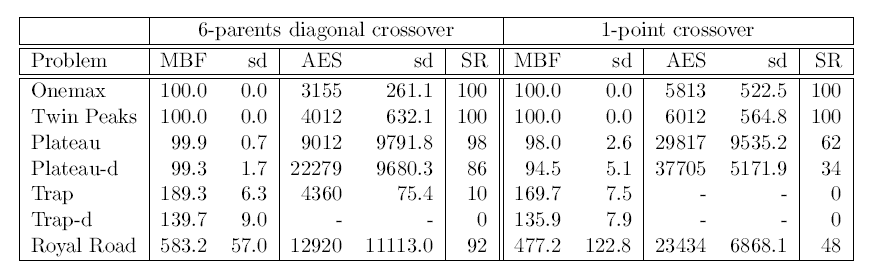 6-parents diagonal crossover 1-point crossover
Problem MBF sd AES sd SR MBF sd AES sd SR
Onemax 100.0 0.0 3155 261.1 100 100.0 0.0 5813 522.5 100
Twin Peaks 100.0 0.0 4012 632.1 100 100.0 0.0 6012 564.8 100
Plateau 99.9 0.7 9012 9791.8 98 98.0 2.6 29817 9535.2 62
Plateau-d 99.3 1.7 22279 9680.3 86 94.5 5.1 37705 5171.9 34
Trap 189.3 6.3 4360 75.4 10 169.7 7.5 - - 0
Trap-d 139.7 9.0 - - 0 135.9 7.9 - - 0
Royal Road 583.2 57.0 12920 11113.0 92 477.2 122.8 23434 6868.1 48